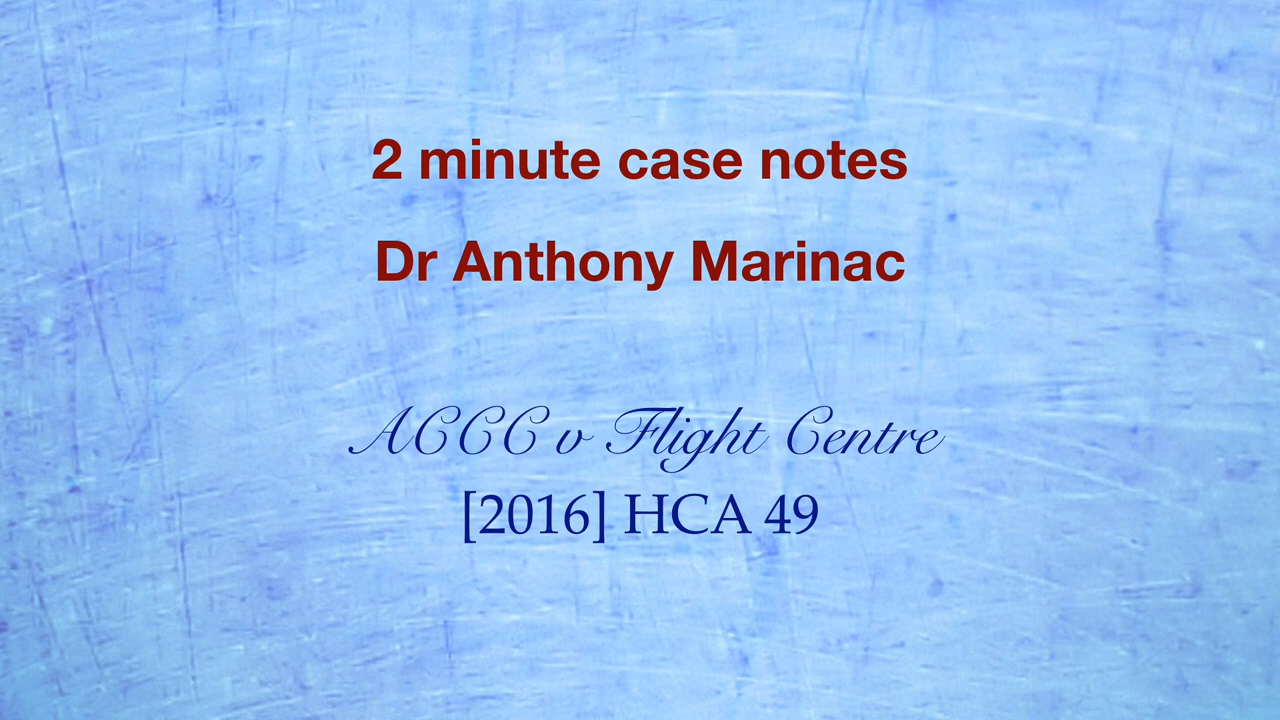 2 minute case notes
Dr Anthony Marinac
ACCC v Flight Centre
[2016] HCA 49